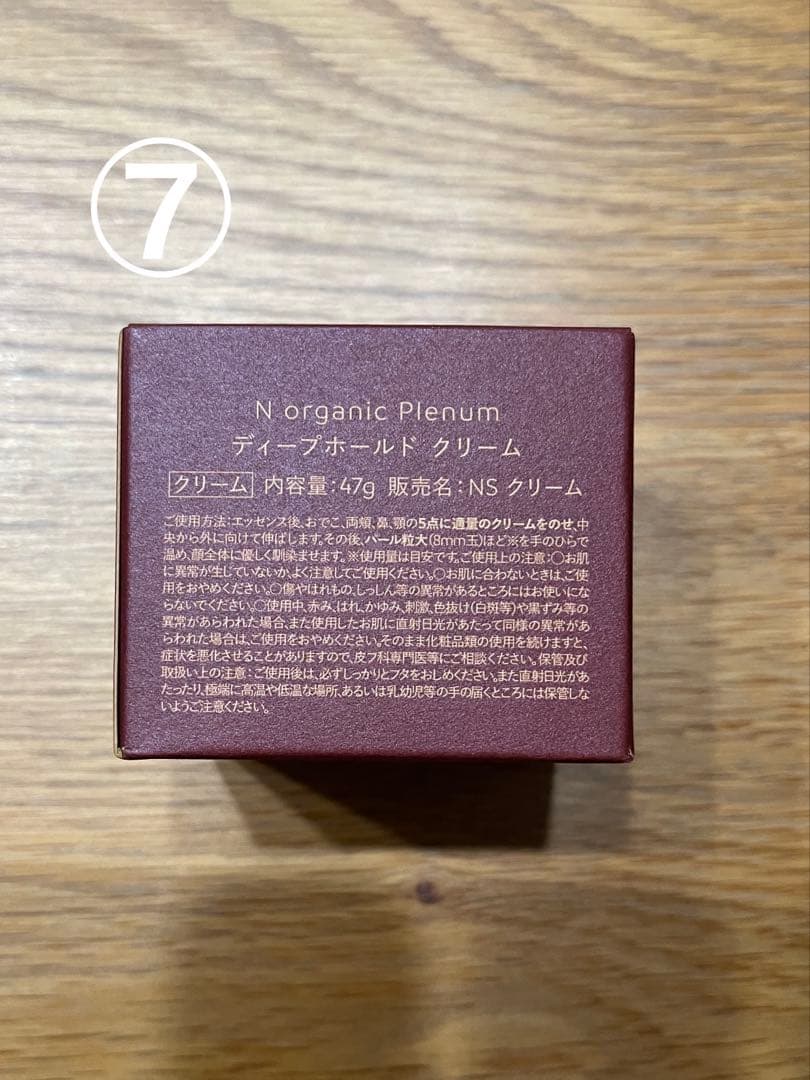 ⑦
N organic Plenum
ディープホールド クリーム
クリーム 内容量:47g 販売名:NS クリーム
ご使用方法:エッセンス後、おでこ、両頬、鼻、顎の5点に適量のクリームをのせ、中
央から外に向けて伸ばします。その後、パール粒大(8mm玉)ほど※を手のひらで
温め、顔全体に優しく馴染ませます。※使用量は目安です。ご使用上の注意:○お肌
に異常が生じていないか、よく注意してご使用ください。○お肌に合わないときは、ご使
用をおやめください。○傷やはれもの、しっしん等の異常があるところにはお使いにな
らないでください。○使用中、赤み、はれ、かゆみ、刺激、色抜け(白斑等)や黒ずみ等の
異常があらわれた場合、また使用したお肌に直射日光があたって同様の異常があ
らわれた場合は、ご使用をおやめください。そのまま化粧品類の使用を続けますと、
症状を悪化させることがありますので、皮フ科専門医等にご相談ください。保管及び
取扱い上の注意:ご使用後は、必ずしっかりとフタをおしめください。また直射日光があ
たったり、極端に高温や低温な場所、あるいは乳幼児等の手の届くところには保管しな
いようご注意ください。